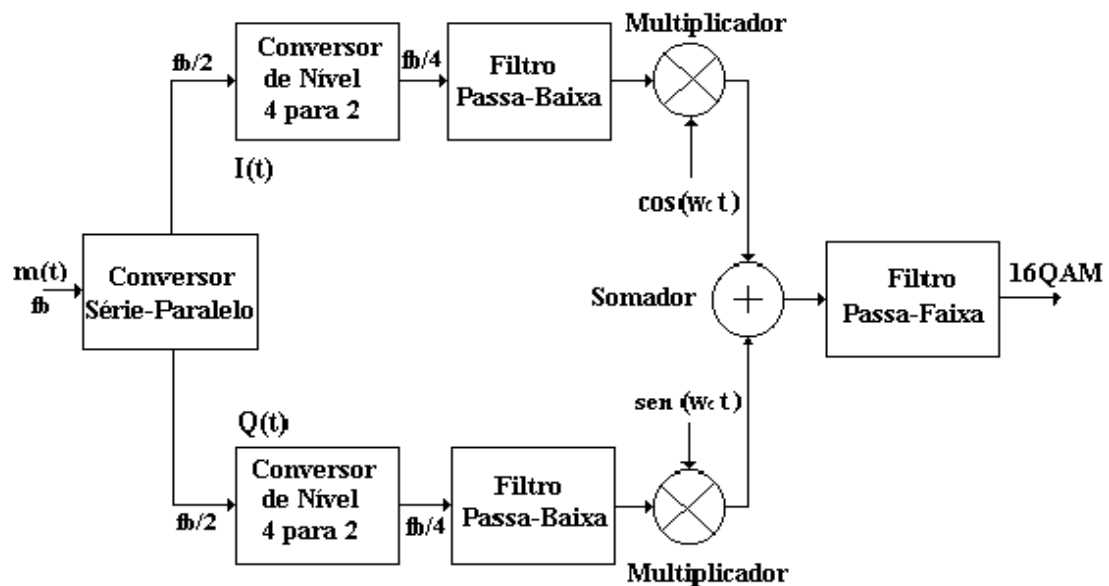 Multiplicador
fb/2
Conversor
de Nível
4 para 2
fb/4
Filtro
Passa-Baixa
I(t)
cos(wct)
m(t)
fb
Conversor
Série-Paralelo
Somador
+
Filtro
Passa-Faixa
16QAM
sen (wct)
Q(t)
fb/2
Conversor
de Nível
4 para 2
fb/4
Filtro
Passa-Baixa
Multiplicador